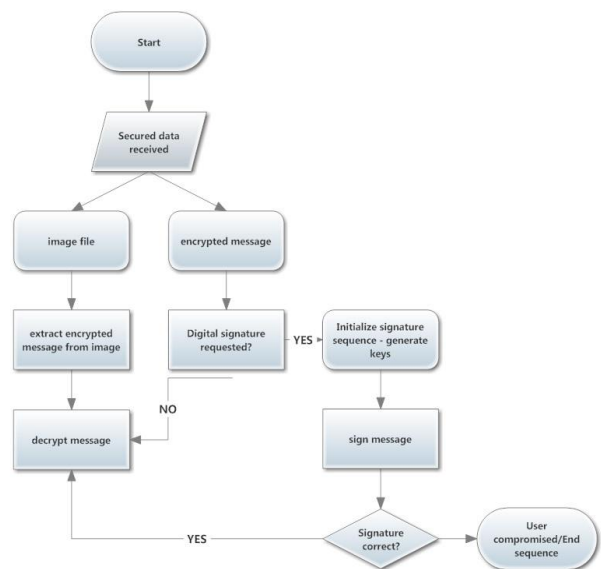 Start
Secured data
received
image file
encrypted message
extract encrypted
message from image
Digital signature
requested?
YES
Initialize signature
sequence - generate
keys
NO
decrypt message
sign message
YES
Signature
correct?
User
compromised/End
sequence